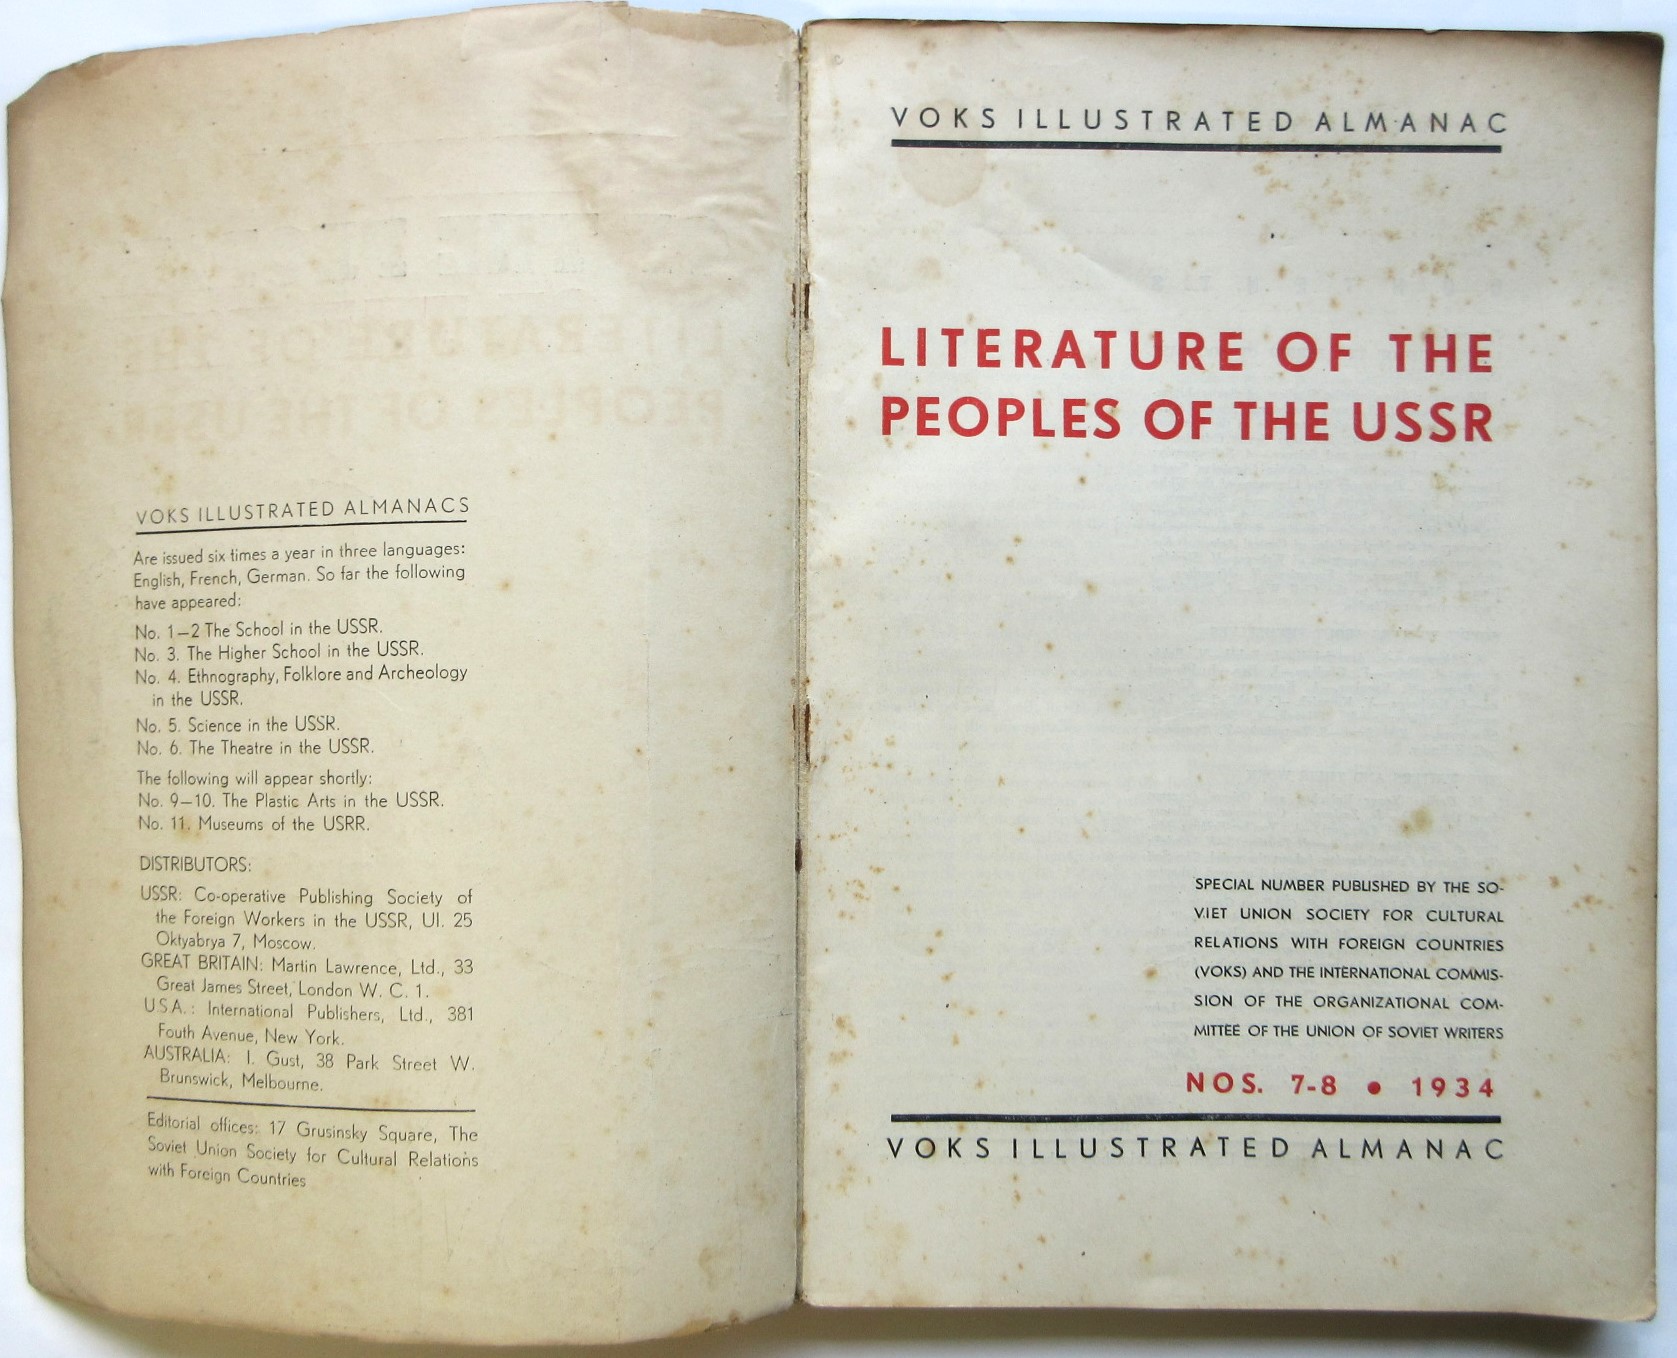 VOKS ILLUSTRATED ALMANACS
Are issued six times a year in three languages:
English, French, German. So far the following
have appeared:
No. 1—2 The School in the USSR.
No. 3. The Higher School in the USSR.
No. 4. Ethnography, Folklore and Archeology
in the USSR.
No. 5. Science in the USSR.
No. 6. The Theatre in the USSR.
The following will appear shortly:
No. 9—10. The Plastic Arts in the USSR.
No. 11. Museums of the USRR.
DISTRIBUTORS:
USSR: Co-operative Publishing Society of
the Foreign Workers in the USSR, Ul. 25
Oktyabrya 7, Moscow.
GREAT BRITAIN: Martin Lawrence, Ltd., 33
Great James Street, London W. C. 1.
U.S.A.: International Publishers, Ltd., 381
Fouth Avenue, New York.
AUSTRALIA: I. Gust, 38 Park Street W.
Brunswick, Melbourne.
Editorial offices: 17 Grusinsky Square, The
Soviet Union Society for Cultural Relations
with Foreign Countries
VOKS ILLUSTRATED ALMANAC
LITERATURE OF THE
PEOPLES OF THE USSR
SPECIAL NUMBER PUBLISHED BY THE SO-
VIET UNION SOCIETY FOR CULTURAL
RELATIONS WITH FOREIGN COUNTRIES
(VOKS) AND THE INTERNATIONAL COMMIS-
SION OF THE ORGANIZATIONAL COM-
MITTEE OF THE UNION OF SOVIET WRITERS
NOS. 7-8 • 1934
VOKS ILLUSTRATED ALMANAC